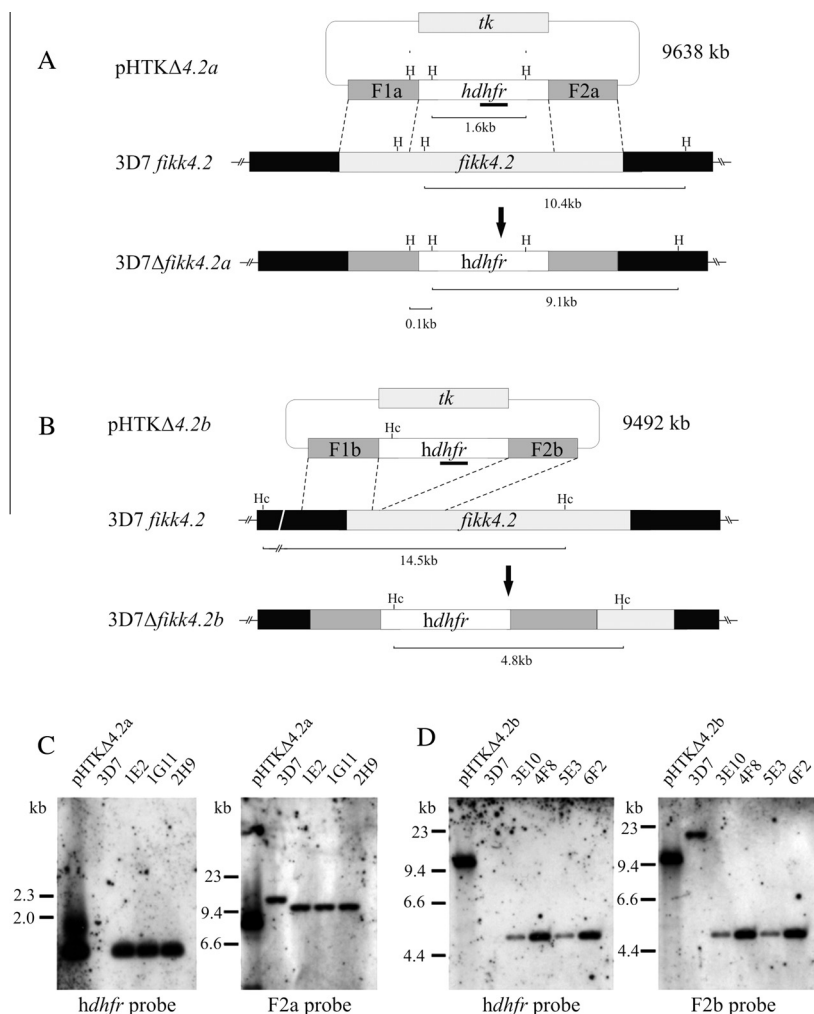 tk
A
9638 kb
pHTKΔ4.2a
H H H
F1a hdhfr F2a
1.6kb
H H H
3D7 fikk4.2 fikk4.2
10.4kb
H H H H
3D7Δfikk4.2a hdhfr
9.1kb
0.1kb
tk
B pHTKΔ4.2b 9492 kb
Hc
F1b hdhfr F2b
Hc Hc
3D7 fikk4.2 fikk4.2
14.5kb
Hc Hc
3D7Δfikk4.2b hdhfr
4.8kb
C
pHTKΔ4.2a 3D7 1E2 1G11 2H9
kb
2.3
2.0
hdhfr probe
pHTKΔ4.2a 3D7 1E2 1G11 2H9
kb
23
9.4
6.6
F2a probe
D
pHTKΔ4.2b 3D7 3E10 4F8 5E3 6F2
kb
23
9.4
6.6
4.4
hdhfr probe
pHTKΔ4.2b 3D7 3E10 4F8 5E3 6F2
kb
23
9.4
6.6
4.4
F2b probe